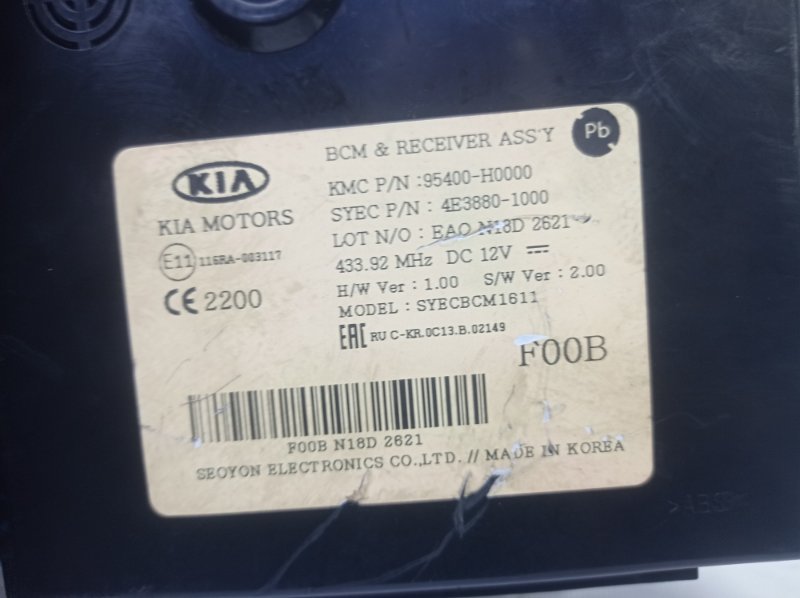 BCM & RECEIVER ASS'Y
Pb
KIA
KIA MOTORS
KMC P/N :95400-H0000
SYEC P/N : 4E3880-1000
LOT N/O : EAO N18D 2621
E11 116RA-003117
433.92 MHz DC 12V
CE 2200
H/W Ver : 1.00 S/W Ver : 2.00
MODEL : SYECBCM1611
EAC RU C-KR.0C13.B.02149
F00B
F00B N18D 2621
SEOYON ELECTRONICS CO.,LTD. // MADE IN KOREA